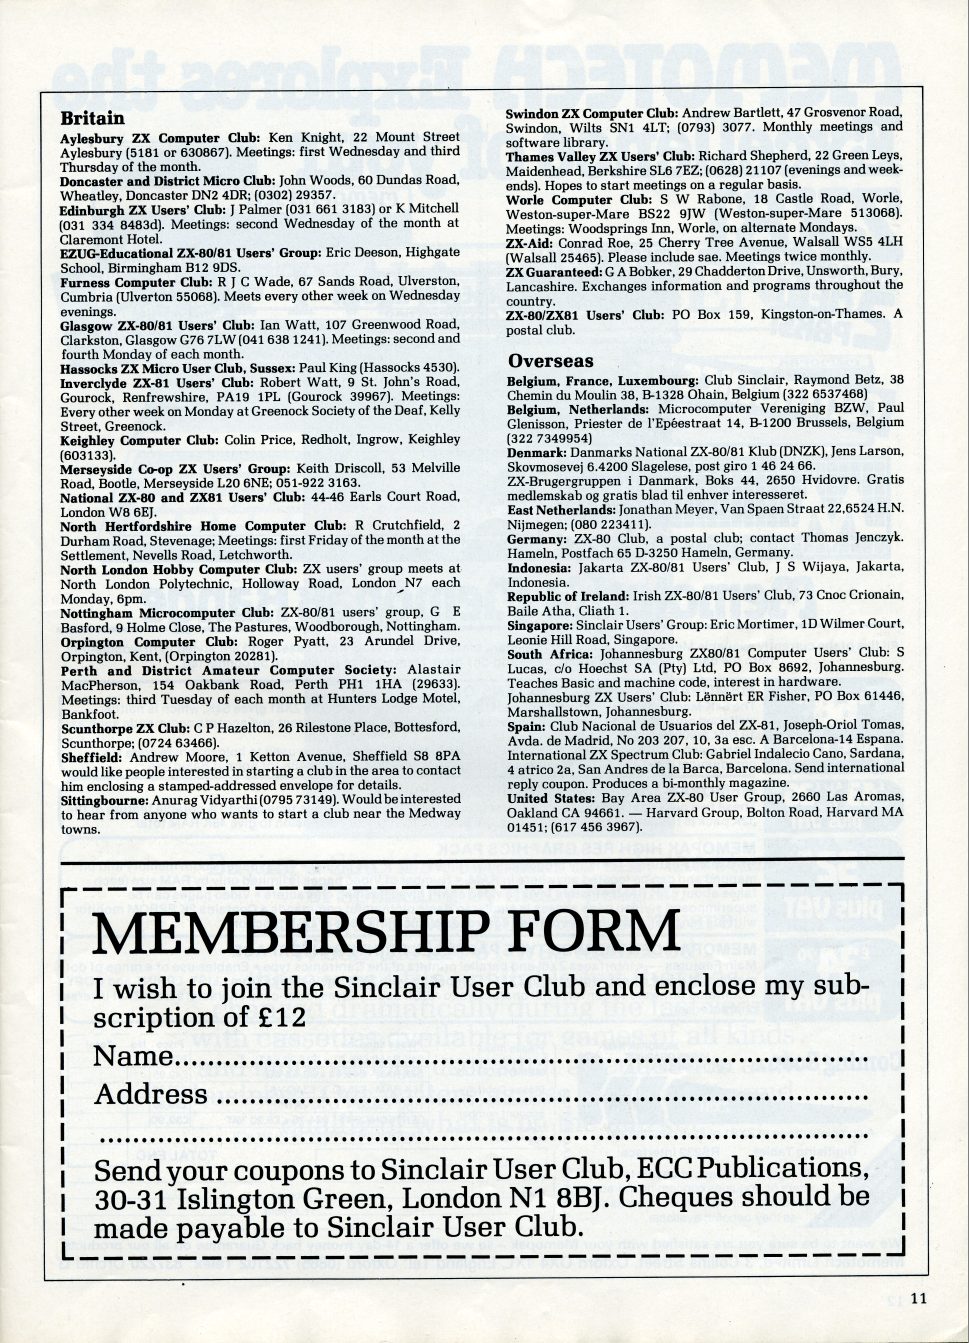 Britain
Aylesbury ZX Computer Club: Ken Knight, 22 Mount Street
Aylesbury (5181 or 630867). Meetings: first Wednesday and third
Thursday of the month.
Doncaster and District Micro Club: John Woods, 60 Dundas Road,
Wheatley, Doncaster DN2 4DR; (0302) 29357.
Edinburgh ZX Users' Club: J Palmer (031 661 3183) or K Mitchell
(031 334 8483d). Meetings: second Wednesday of the month at
Claremont Hotel.
EZUG-Educational ZX-80/81 Users' Group: Eric Deeson, Highgate
School, Birmingham B12 9DS.
Furness Computer Club: R J C Wade, 67 Sands Road, Ulverston,
Cumbria (Ulverton 55068). Meets every other week on Wednesday
evenings.
Glasgow ZX-80/81 Users' Club: Ian Watt, 107 Greenwood Road,
Clarkston, Glasgow G76 7LW (041 638 1241). Meetings: second and
fourth Monday of each month.
Hassocks ZX Micro User Club, Sussex: Paul King (Hassocks 4530).
Inverclyde ZX-81 Users' Club: Robert Watt, 9 St. John's Road,
Gourock, Renfrewshire, PA19 1PL (Gourock 39967). Meetings:
Every other week on Monday at Greenock Society of the Deaf, Kelly
Street, Greenock.
Keighley Computer Club: Colin Price, Redholt, Ingrow, Keighley
(603133).
Merseyside Co-op ZX Users' Group: Keith Driscoll, 53 Melville
Road, Bootle, Merseyside L20 6NE; 051-922 3163.
National ZX-80 and ZX81 Users' Club: 44-46 Earls Court Road,
London W8 6EJ.
North Hertfordshire Home Computer Club: R Crutchfield, 2
Durham Road, Stevenage; Meetings: first Friday of the month at the
Settlement, Nevells Road, Letchworth.
North London Hobby Computer Club: ZX users' group meets at
North London Polytechnic, Holloway Road, London N7 each
Monday, 6pm.
Nottingham Microcomputer Club: ZX-80/81 users' group, G E
Basford, 9 Holme Close, The Pastures, Woodborough, Nottingham.
Orpington Computer Club: Roger Pyatt, 23 Arundel Drive,
Orpington, Kent, (Orpington 20281).
Perth and District Amateur Computer Society: Alastair
MacPherson, 154 Oakbank Road, Perth PH1 1HA (29633).
Meetings: third Tuesday of each month at Hunters Lodge Motel,
Bankfoot.
Scunthorpe ZX Club: C P Hazelton, 26 Rilestone Place, Bottesford,
Scunthorpe; (0724 63466).
Sheffield: Andrew Moore, 1 Ketton Avenue, Sheffield S8 8PA
would like people interested in starting a club in the area to contact
him enclosing a stamped-addressed envelope for details.
Sittingbourne: Anurag Vidyarthi (0795 73149). Would be interested
to hear from anyone who wants to start a club near the Medway
towns.
Swindon ZX Computer Club: Andrew Bartlett, 47 Grosvenor Road,
Swindon, Wilts SN1 4LT; (0793) 3077. Monthly meetings and
software library.
Thames Valley ZX Users' Club: Richard Shepherd, 22 Green Leys,
Maidenhead, Berkshire SL6 7EZ; (0628) 21107 (evenings and week-
ends). Hopes to start meetings on a regular basis.
Worle Computer Club: S W Rabone, 18 Castle Road, Worle,
Weston-super-Mare BS22 9JW (Weston-super-Mare 513068).
Meetings: Woodsprings Inn, Worle, on alternate Mondays.
ZX-Aid: Conrad Roe, 25 Cherry Tree Avenue, Walsall WS5 4LH
(Walsall 25465). Please include sae. Meetings twice monthly.
ZX Guaranteed: G A Bobker, 29 Chadderton Drive, Unsworth, Bury,
Lancashire. Exchanges information and programs throughout the
country.
ZX-80/ZX81 Users' Club: PO Box 159, Kingston-on-Thames. A
postal club.
Overseas
Belgium, France, Luxembourg: Club Sinclair, Raymond Betz, 38
Chemin du Moulin 38, B-1328 Ohain, Belgium (322 6537468)
Belgium, Netherlands: Microcomputer Vereniging BZW, Paul
Glenisson, Priester de l'Epéestraat 14, B-1200 Brussels, Belgium
(322 7349954)
Denmark: Danmarks National ZX-80/81 Klub (DNZK), Jens Larson,
Skovmosevej 6.4200 Slagelese, post giro 1 46 24 66.
ZX-Brugergruppen i Danmark, Boks 44, 2650 Hvidovre. Gratis
medlemskab og gratis blad til enhver interesseret.
East Netherlands: Jonathan Meyer, Van Spaen Straat 22,6524 H.N.
Nijmegen; (080 223411).
Germany: ZX-80 Club, a postal club; contact Thomas Jenczyk.
Hameln, Postfach 65 D-3250 Hameln, Germany.
Indonesia: Jakarta ZX-80/81 Users' Club, J S Wijaya, Jakarta,
Indonesia.
Republic of Ireland: Irish ZX-80/81 Users' Club, 73 Cnoc Crionain,
Baile Atha, Cliath 1.
Singapore: Sinclair Users' Group: Eric Mortimer, 1D Wilmer Court,
Leonie Hill Road, Singapore.
South Africa: Johannesburg ZX80/81 Computer Users' Club: S
Lucas, c/o Hoechst SA (Pty) Ltd, PO Box 8692, Johannesburg.
Teaches Basic and machine code, interest in hardware.
Johannesburg ZX Users' Club: Lënnërt ER Fisher, PO Box 61446,
Marshallstown, Johannesburg.
Spain: Club Nacional de Usuarios del ZX-81, Joseph-Oriol Tomas,
Avda. de Madrid, No 203 207, 10, 3a esc. A Barcelona-14 Espana.
International ZX Spectrum Club: Gabriel Indalecio Cano, Sardana,
4 atrico 2a, San Andres de la Barca, Barcelona. Send international
reply coupon. Produces a bi-monthly magazine.
United States: Bay Area ZX-80 User Group, 2660 Las Aromas,
Oakland CA 94661. — Harvard Group, Bolton Road, Harvard MA
01451; (617 456 3967).
MEMBERSHIP FORM
I wish to join the Sinclair User Club and enclose my sub-
scription of £12
Name
Address
Send your coupons to Sinclair User Club, ECC Publications,
30-31 Islington Green, London N1 8BJ. Cheques should be
made payable to Sinclair User Club.
11